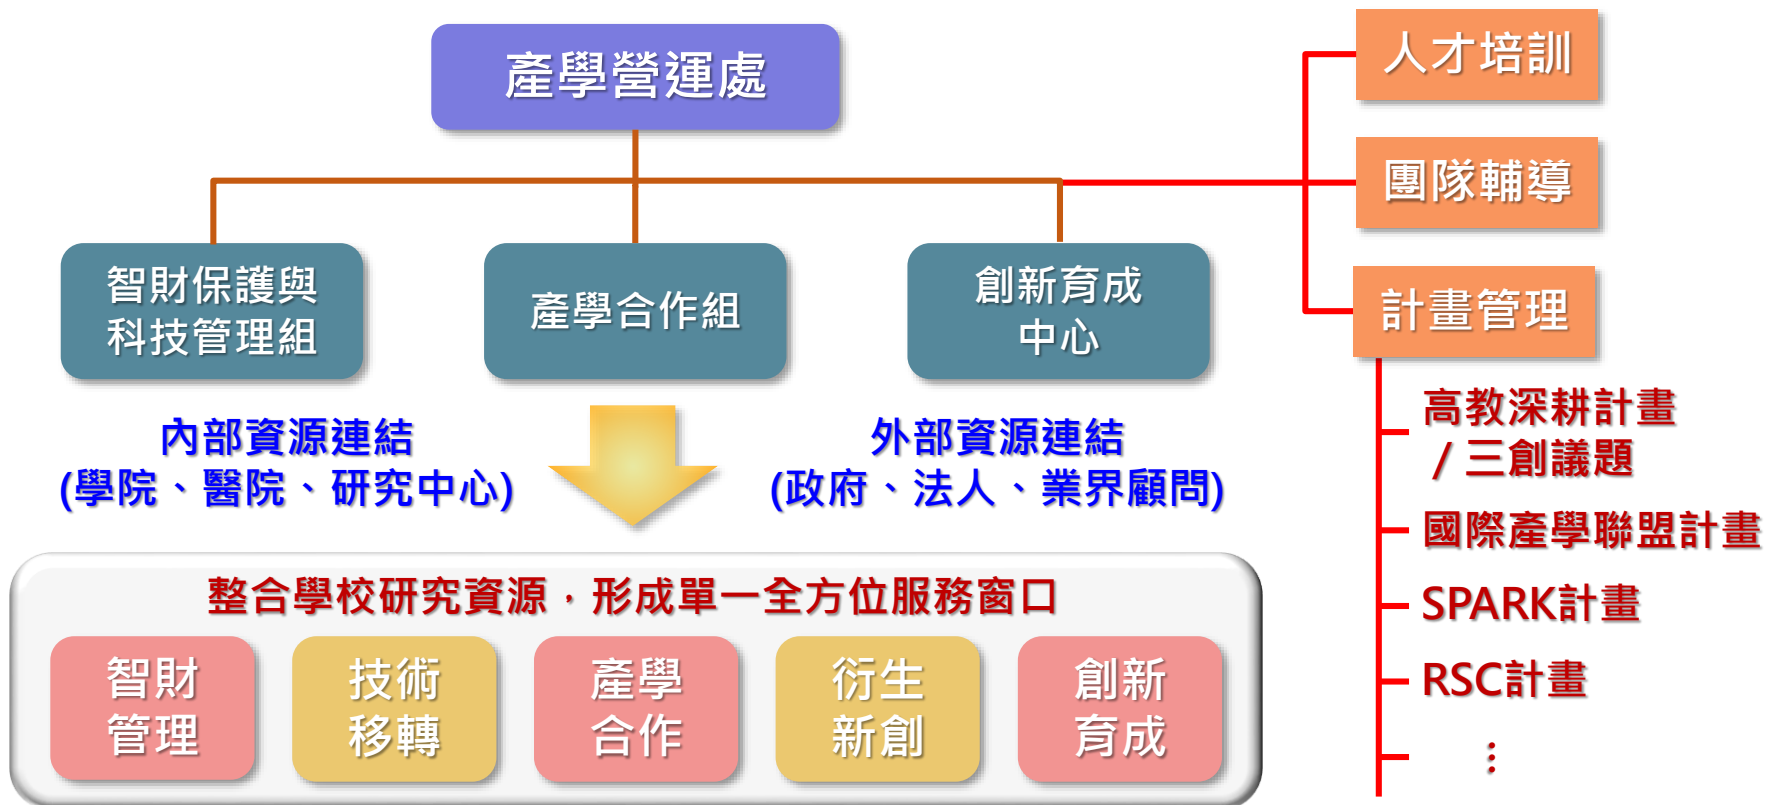 產學營運處
智財保護與
科技管理組
產學合作組
創新育成
中心
人才培訓
團隊輔導
計畫管理
高教深耕計畫
/ 三創議題
國際產學聯盟計畫
SPARK計畫
RSC計畫
⋮
內部資源連結
(學院、醫院、研究中心)
外部資源連結
(政府、法人、業界顧問)
整合學校研究資源，形成單一全方位服務窗口
智財
管理
技術
移轉
產學
合作
衍生
新創
創新
育成